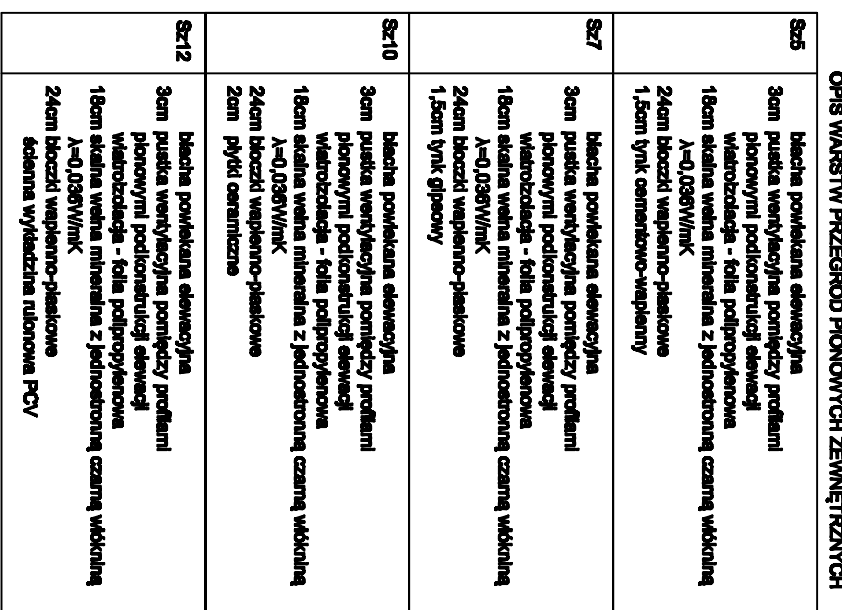 OPIS WARSTW PRZEGRÓD PIONOWYCH ZEWNĘTRZNYCH
Sz5
blacha powlekana elewacyjna
3cm pustka wentylacyjna pomiędzy profilami
pionowymi podkonstrukcji elewacji
wiatroizolacja - folia polipropylenowa
18cm skalna wełna mineralna z jednostronną czarną włókniną
λ=0,036W/mK
24cm bloczki wapienno-piaskowe
1,5cm tynk cementowo-wapienny
Sz7
blacha powlekana elewacyjna
3cm pustka wentylacyjna pomiędzy profilami
pionowymi podkonstrukcji elewacji
wiatroizolacja - folia polipropylenowa
18cm skalna wełna mineralna z jednostronną czarną włókniną
λ=0,036W/mK
24cm bloczki wapienno-piaskowe
1,5cm tynk gipsowy
Sz10
blacha powlekana elewacyjna
3cm pustka wentylacyjna pomiędzy profilami
pionowymi podkonstrukcji elewacji
wiatroizolacja - folia polipropylenowa
18cm skalna wełna mineralna z jednostronną czarną włókniną
λ=0,036W/mK
24cm bloczki wapienno-piaskowe
2cm płytki ceramiczne
Sz12
blacha powlekana elewacyjna
3cm pustka wentylacyjna pomiędzy profilami
pionowymi podkonstrukcji elewacji
wiatroizolacja - folia polipropylenowa
18cm skalna wełna mineralna z jednostronną czarną włókniną
λ=0,036W/mK
24cm bloczki wapienno-piaskowe
ścienna wykładzina rulonowa PCV